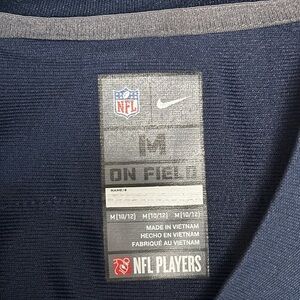 NFL
M
ON FIELD
M [10/12] M [10/12] M [10/12]
MADE IN VIETNAM
HECHO EN VIETNAM
FABRIQUÉ AU VIETNAM
NFL PLAYERS